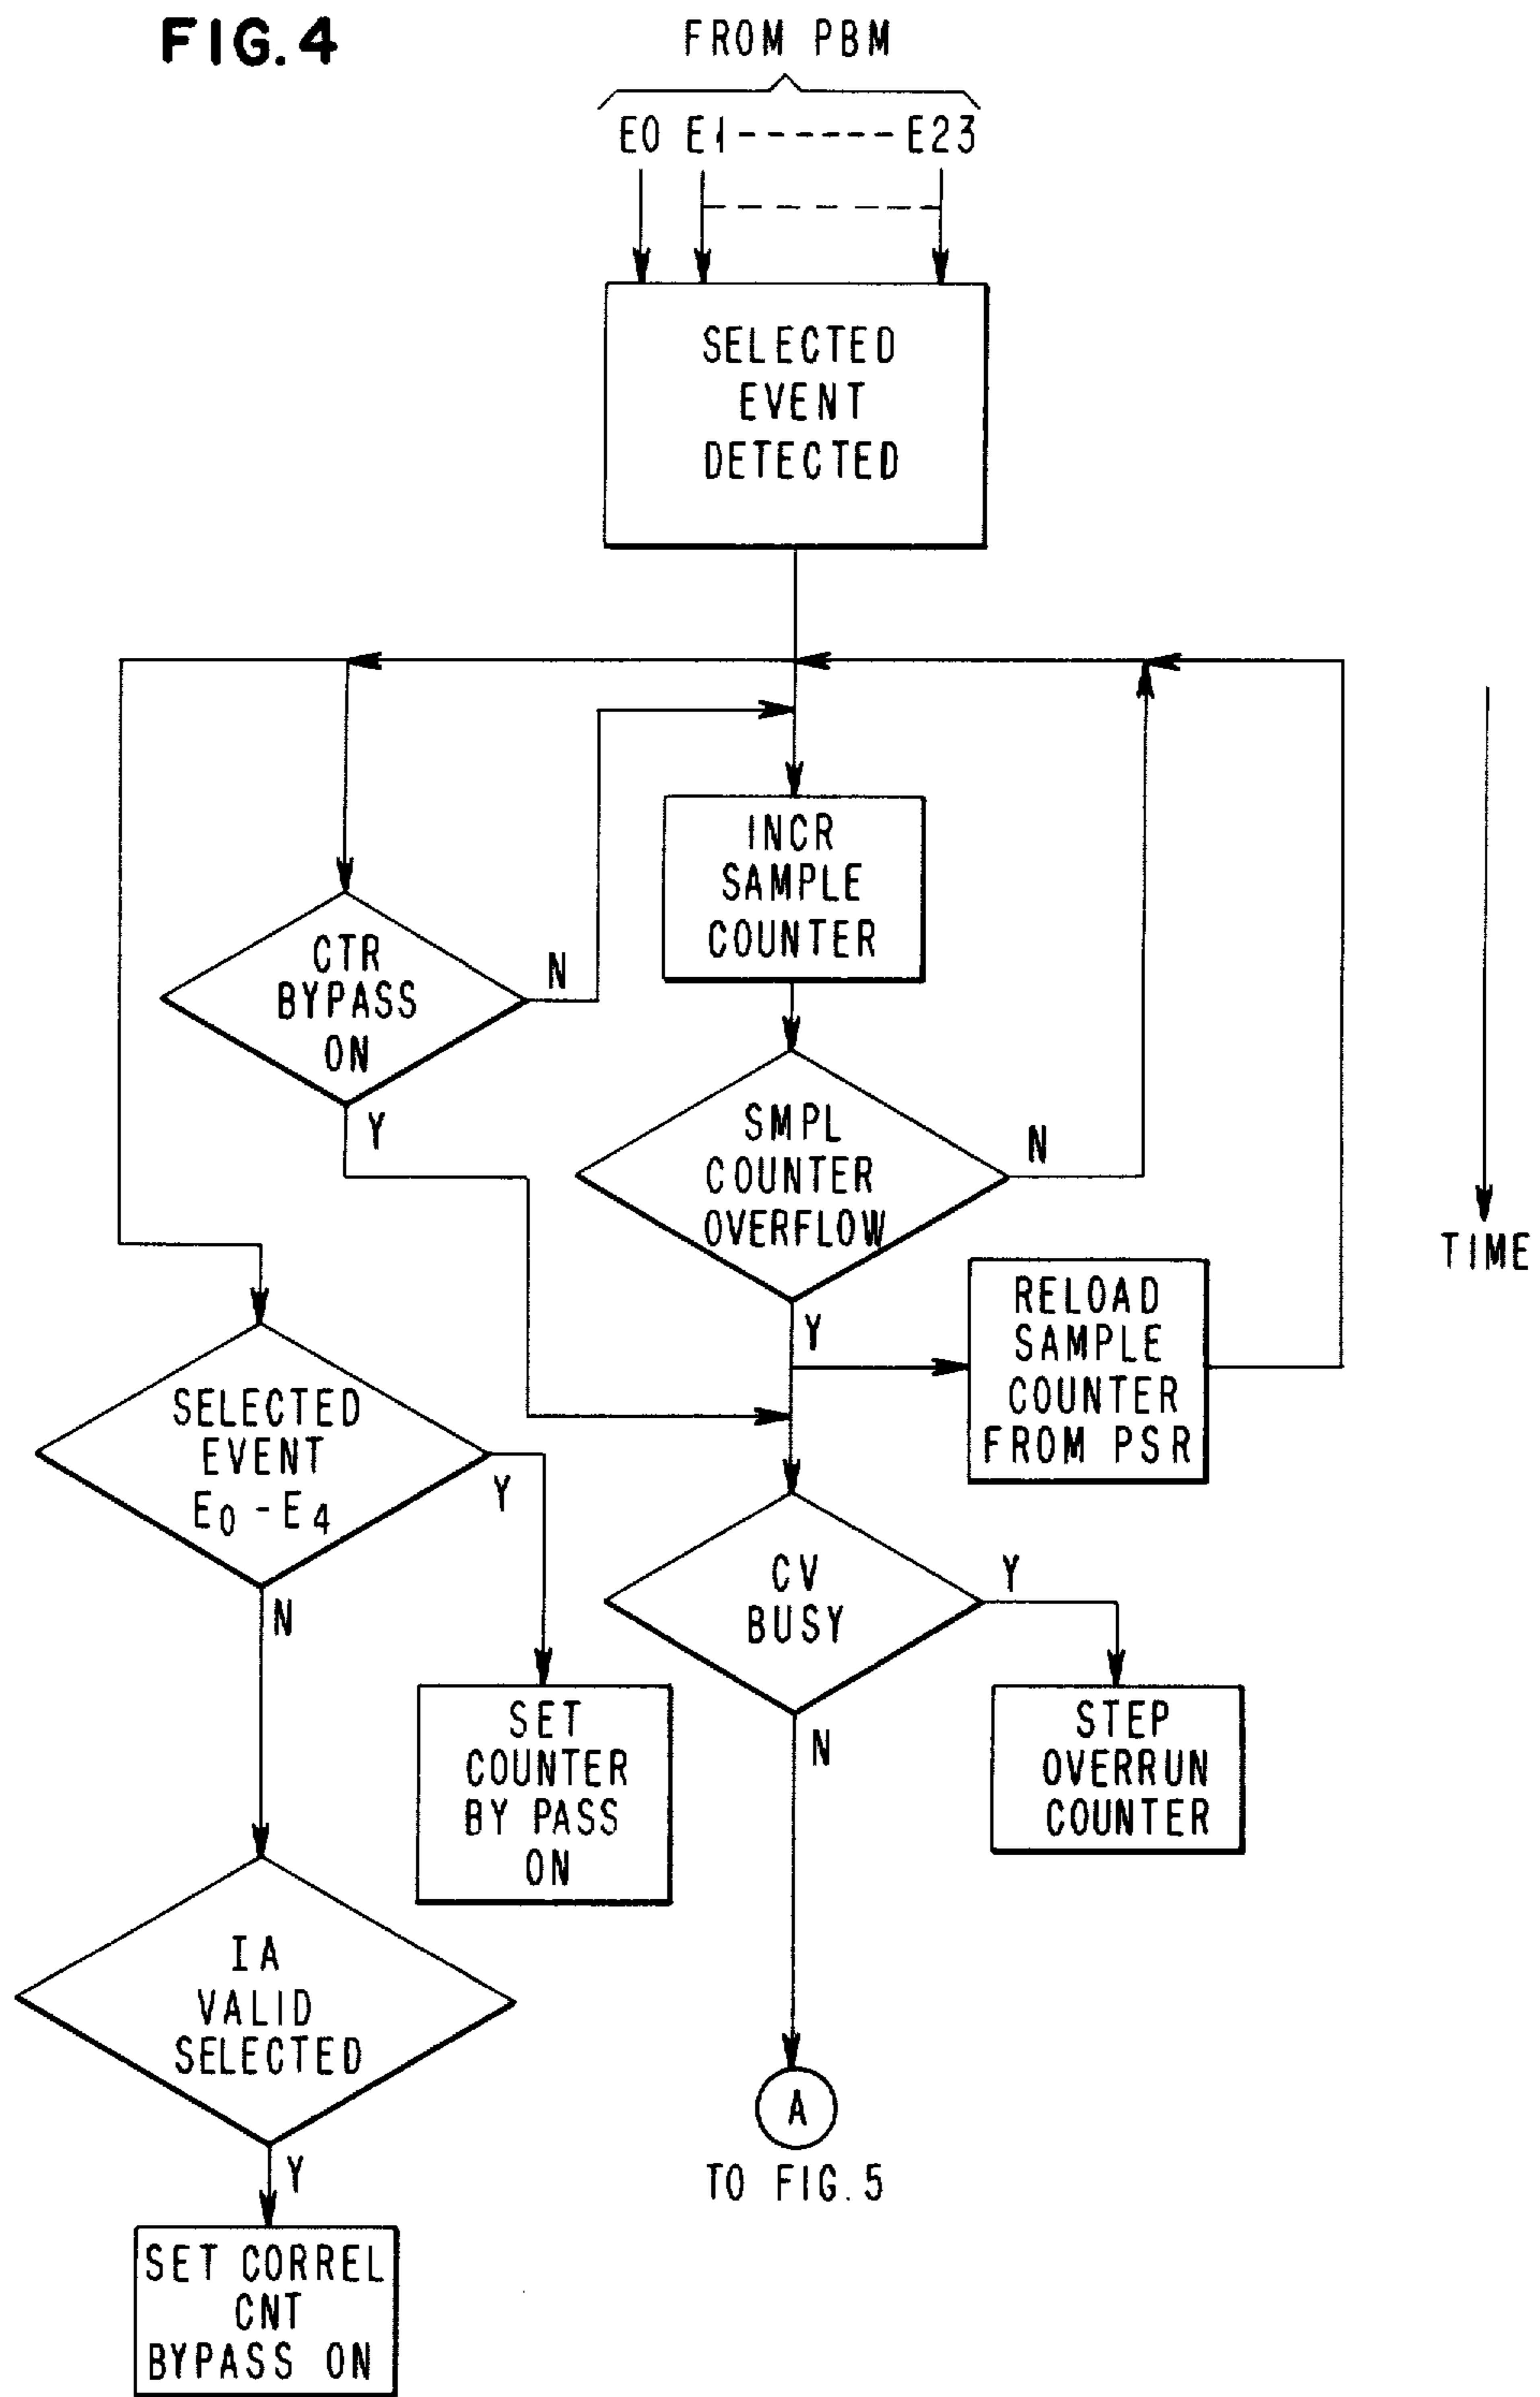 FIG.4
FROM PBM
E0 E1------E23
SELECTED
EVENT
DETECTED
INCR
SAMPLE
COUNTER
CTR
BYPASS
ON
N
Y
SMPL
COUNTER
OVERFLOW
N
Y
TIME
RELOAD
SAMPLE
COUNTER
FROM PSR
SELECTED
EVENT
E0 - E4
Y
N
CV
BUSY
Y
N
SET
COUNTER
BY PASS
ON
STEP
OVERRUN
COUNTER
IA
VALID
SELECTED
Y
A
TO FIG.5
SET CORREL
CNT
BYPASS ON